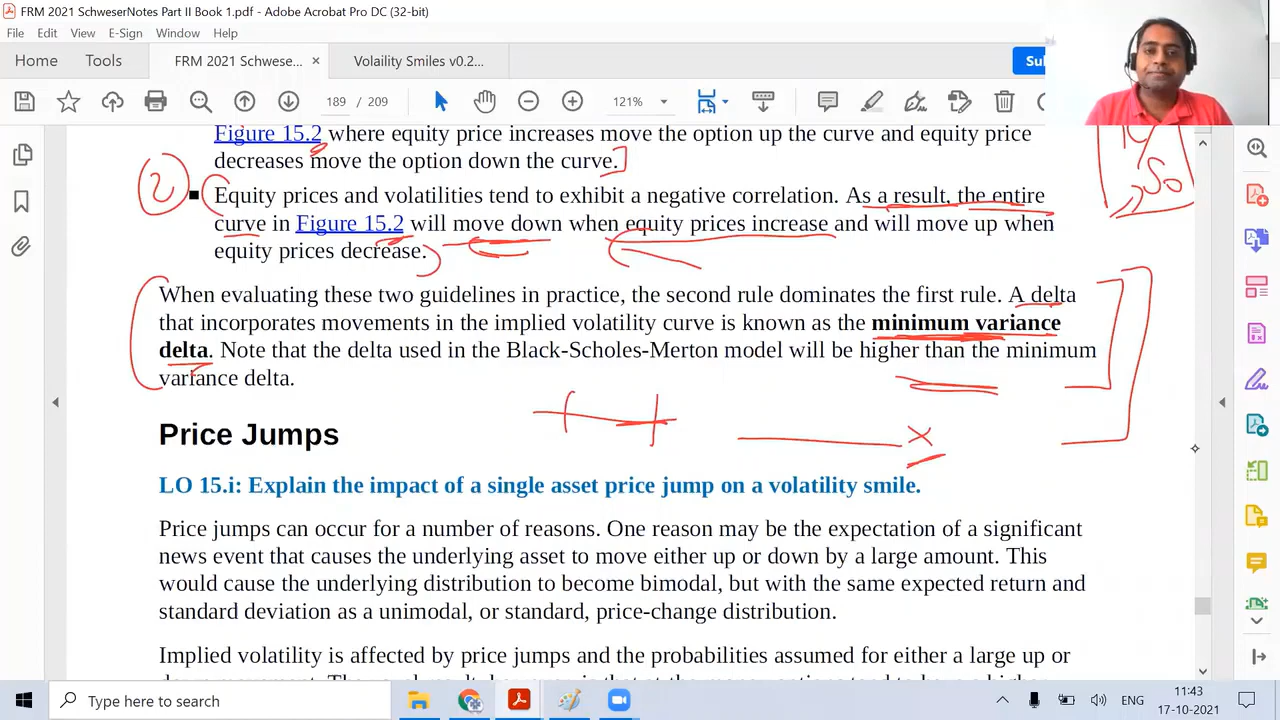 FRM 2021 SchweserNotes Part II Book 1.pdf - Adobe Acrobat Pro DC (32-bit)
File Edit View E-Sign Window Help
Home Tools FRM 2021 Schwese... × Volaility Smiles v0.2...
189 / 209 121%
Figure 15.2 where equity price increases move the option up the curve and equity price
decreases move the option down the curve.
2
■ Equity prices and volatilities tend to exhibit a negative correlation. As a result, the entire
curve in Figure 15.2 will move down when equity prices increase and will move up when
equity prices decrease.
So
When evaluating these two guidelines in practice, the second rule dominates the first rule. A delta
that incorporates movements in the implied volatility curve is known as the minimum variance
delta. Note that the delta used in the Black-Scholes-Merton model will be higher than the minimum
variance delta.
Price Jumps
x
LO 15.i: Explain the impact of a single asset price jump on a volatility smile.
Price jumps can occur for a number of reasons. One reason may be the expectation of a significant
news event that causes the underlying asset to move either up or down by a large amount. This
would cause the underlying distribution to become bimodal, but with the same expected return and
standard deviation as a unimodal, or standard, price-change distribution.
Implied volatility is affected by price jumps and the probabilities assumed for either a large up or
Type here to search
ENG
11:43
17-10-2021